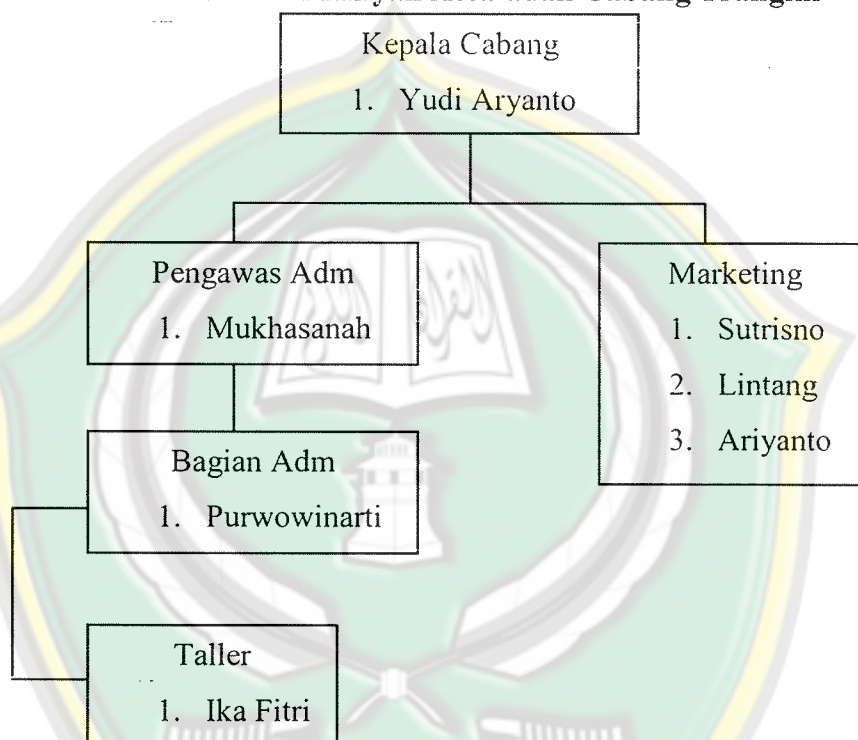 Cabang
Kepala Cabang
1. Yudi Aryanto
Pengawas Adm
1. Mukhasanah
Marketing
1. Sutrisno
2. Lintang
3. Ariyanto
Bagian Adm
1. Purwowinarti
Taller
1. Ika Fitri